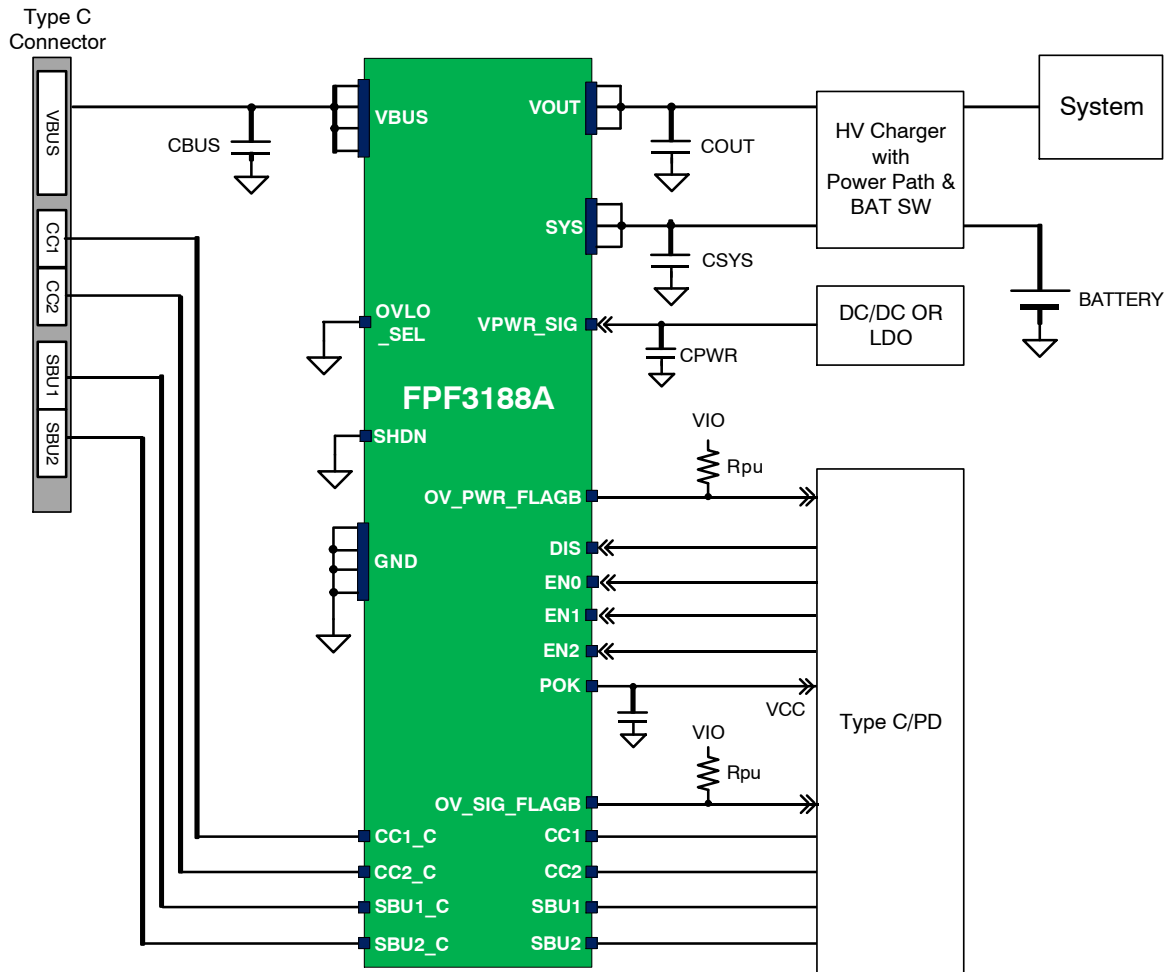 Type C
Connector
VBUS
CC1
CC2
SBU1
SBU2
CBUS
VBUS
OVLO
_SEL
SHDN
GND
CC1_C
CC2_C
SBU1_C
SBU2_C
FPF3188A
VOUT
SYS
VPWR_SIG
OV_PWR_FLAGB
DIS
EN0
EN1
EN2
POK
OV_SIG_FLAGB
CC1
CC2
SBU1
SBU2
COUT
CSYS
CPWR
VIO
Rpu
VCC
VIO
Rpu
HV Charger
with
Power Path &
BAT SW
System
BATTERY
DC/DC OR
LDO
Type C/PD